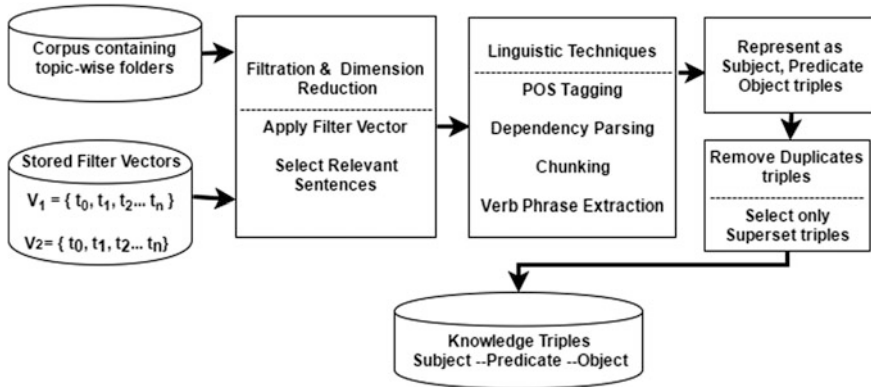 Corpus containing
topic-wise folders
Stored Filter Vectors
V1 = { t0, t1, t2... tn }
V2= { t0, t1, t2... tn}
Filtration & Dimension
Reduction
Apply Filter Vector
Select Relevant
Sentences
Linguistic Techniques
POS Tagging
Dependency Parsing
Chunking
Verb Phrase Extraction
Represent as
Subject, Predicate
Object triples
Remove Duplicates
triples
Select only
Superset triples
Knowledge Triples
Subject --Predicate --Object